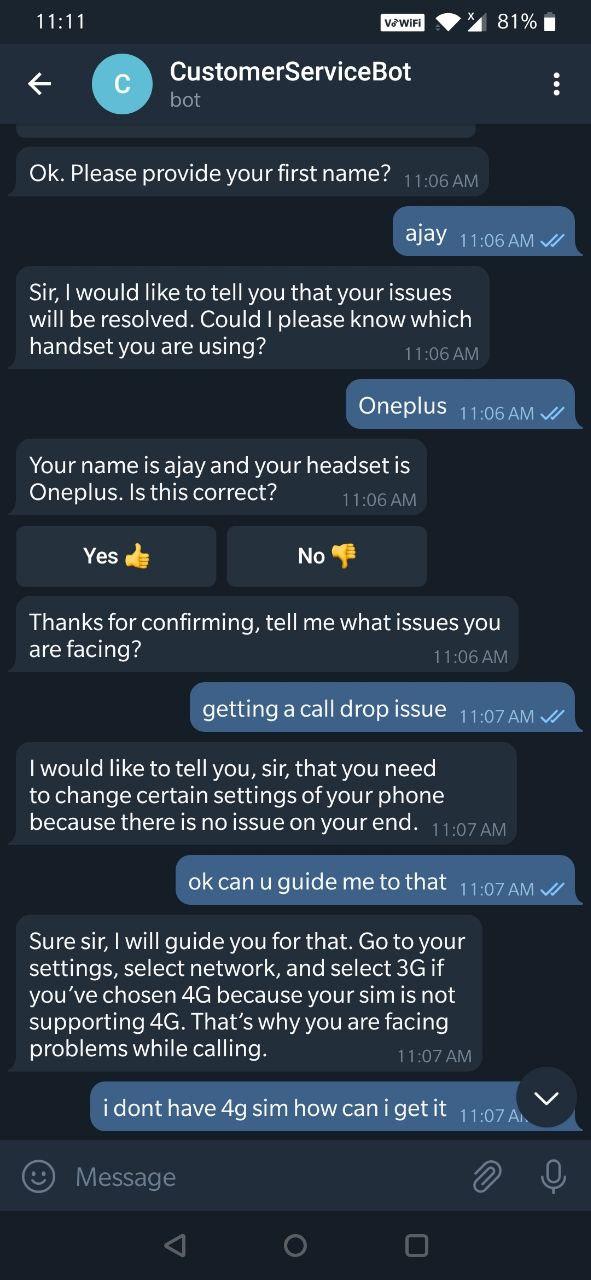 11:11
VoWiFi
x
81%
C
CustomerServiceBot
bot
Ok. Please provide your first name? 11:06 AM
ajay 11:06 AM
Sir, I would like to tell you that your issues
will be resolved. Could I please know which
handset you are using? 11:06 AM
Oneplus 11:06 AM
Your name is ajay and your headset is
Oneplus. Is this correct? 11:06 AM
Yes 👍 No 👎
Thanks for confirming, tell me what issues you
are facing? 11:06 AM
getting a call drop issue 11:07 AM
I would like to tell you, sir, that you need
to change certain settings of your phone
because there is no issue on your end. 11:07 AM
ok can u guide me to that 11:07 AM
Sure sir, I will guide you for that. Go to your
settings, select network, and select 3G if
you've chosen 4G because your sim is not
supporting 4G. That's why you are facing
problems while calling. 11:07 AM
i dont have 4g sim how can i get it 11:07
Message